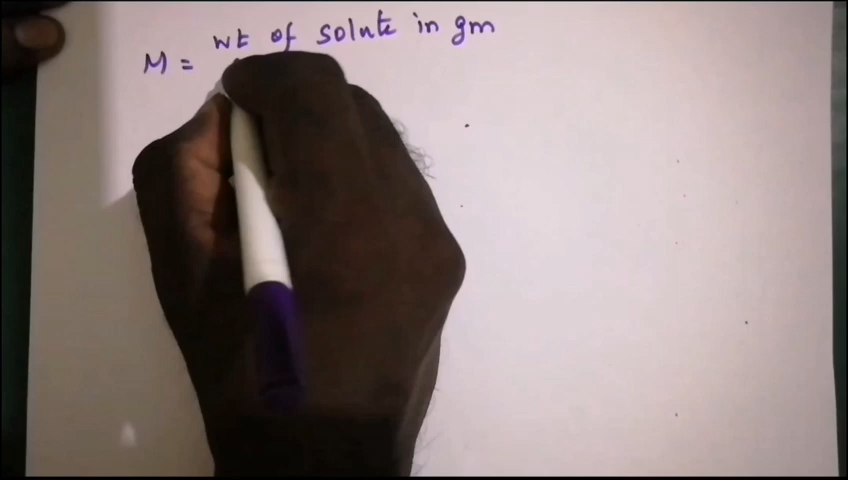 wt of solute in gm
M =